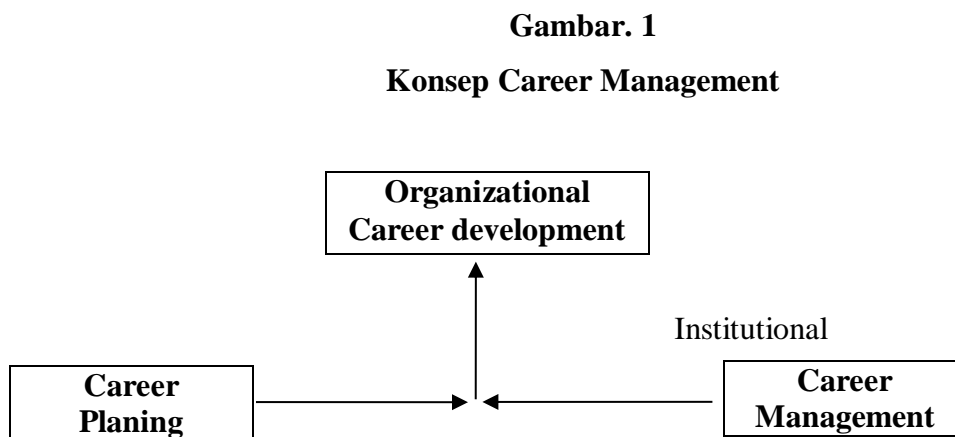 Gambar. 1
Konsep Career Management
Organizational
Career development
Institutional
Career
Planing
Career
Management